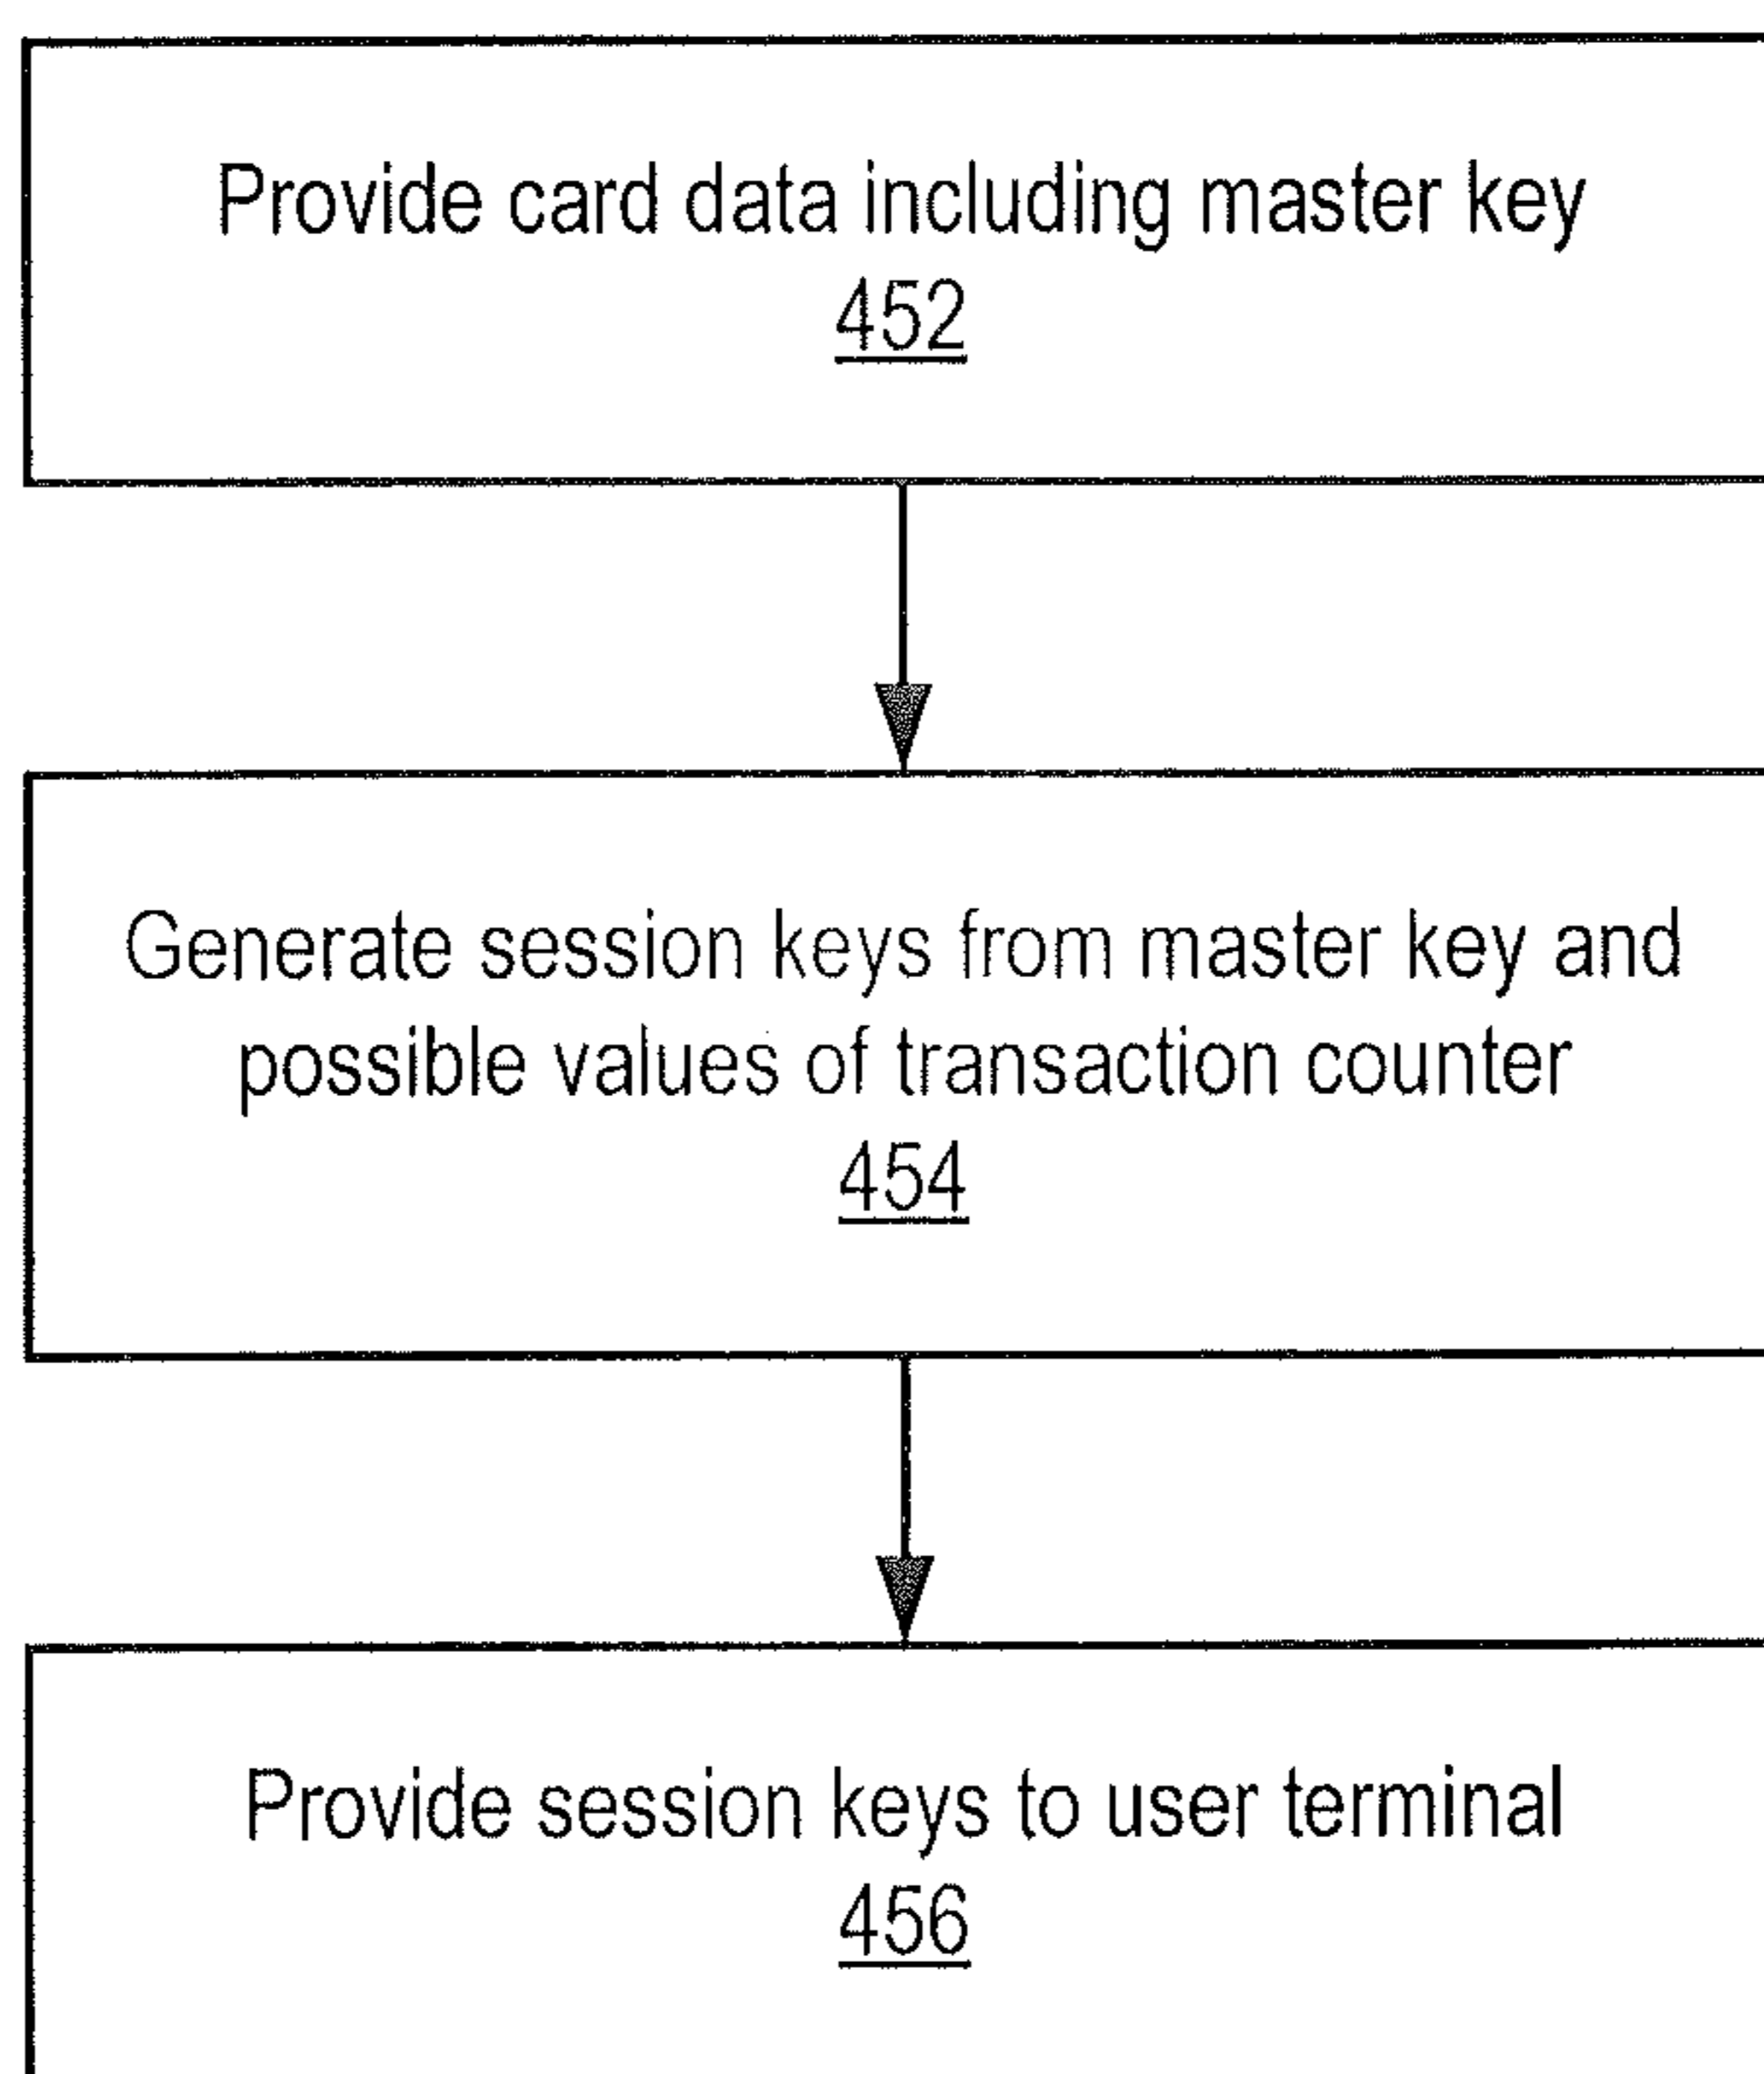 Provide card data including master key
452
Generate session keys from master key and
possible values of transaction counter
454
Provide session keys to user terminal
456